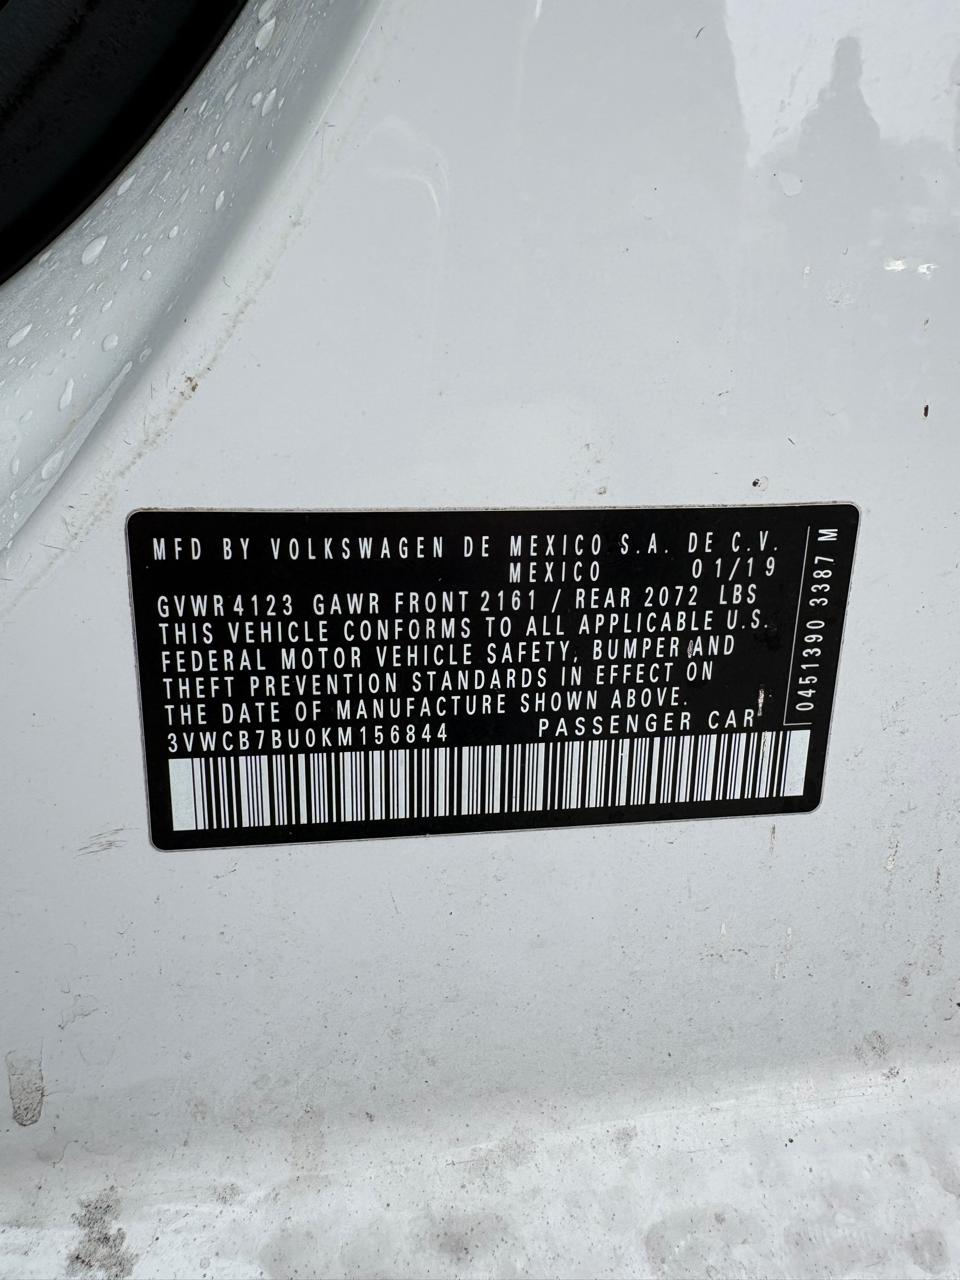 MFD BY VOLKSWAGEN DE MEXICO S.A. DE C.V.
MEXICO 01/19
GVWR 4123 GAWR FRONT 2161 / REAR 2072 LBS
THIS VEHICLE CONFORMS TO ALL APPLICABLE U.S.
FEDERAL MOTOR VEHICLE SAFETY, BUMPER AND
THEFT PREVENTION STANDARDS IN EFFECT ON
THE DATE OF MANUFACTURE SHOWN ABOVE.
3VWCB7BU0KM156844 PASSENGER CAR
0451390 3387 M